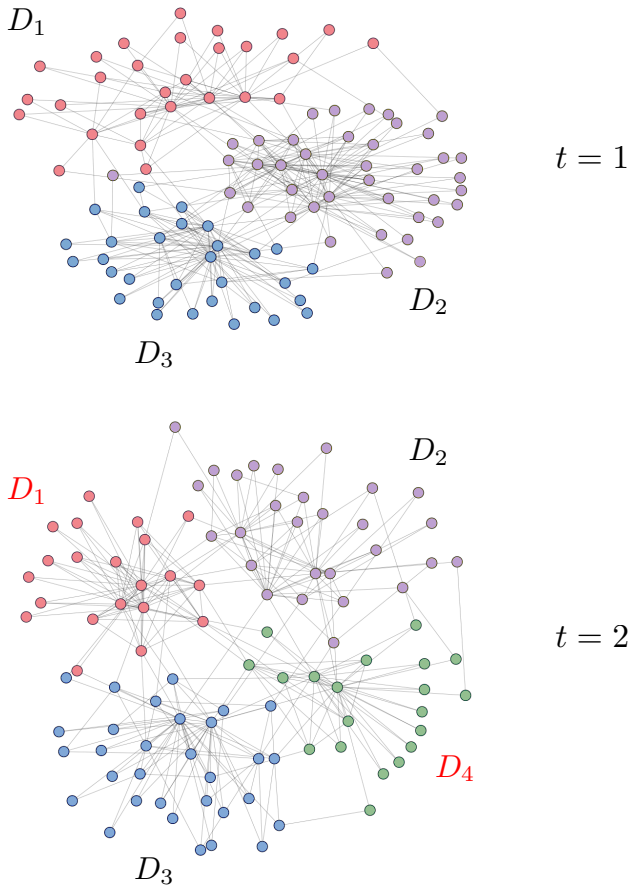 D₁
t = 1
D₂
D₃
D₂
D₁
t = 2
D₄
D₃